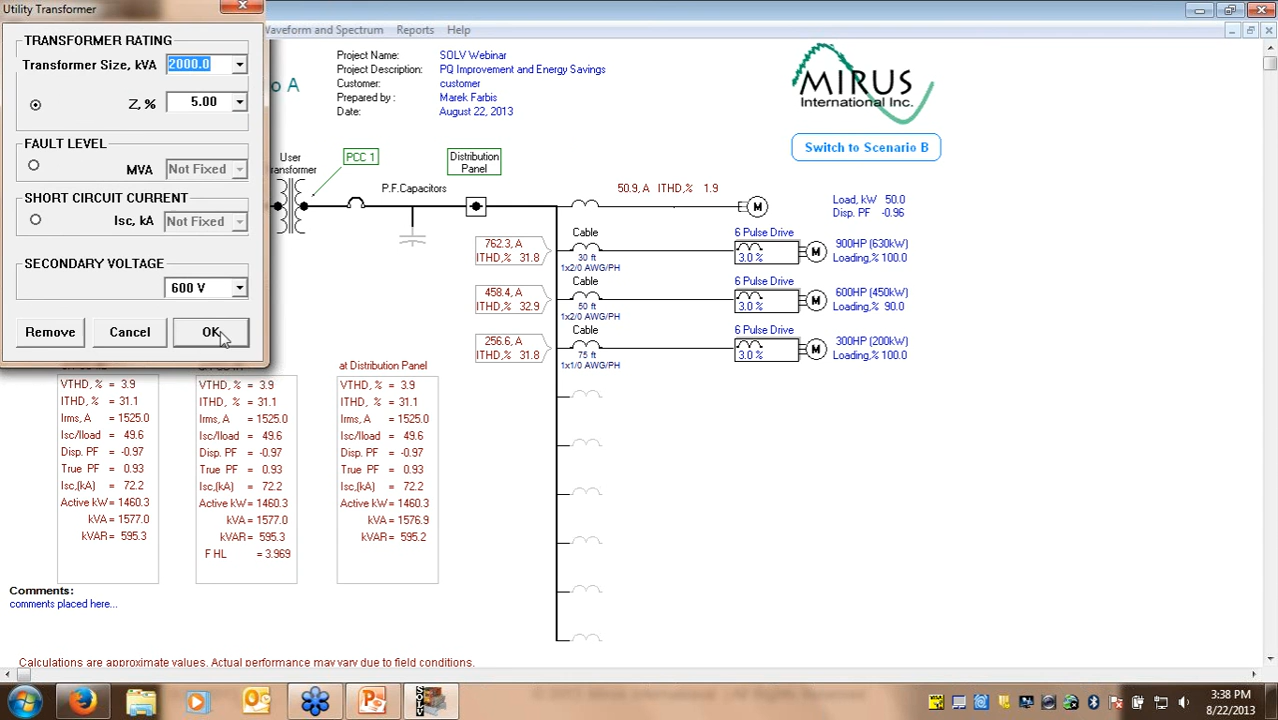 Utility Transformer
TRANSFORMER RATING
Transformer Size, kVA 2000.0
Z, % 5.00
FAULT LEVEL
MVA Not Fixed
SHORT CIRCUIT CURRENT
Isc, kA Not Fixed
SECONDARY VOLTAGE
600 V
Remove Cancel OK
Waveform and Spectrum Reports Help
Project Name: SOLV Webinar
Project Description: PQ Improvement and Energy Savings
Customer: customer
Prepared by : Marek Farbis
Date: August 22, 2013
o A
MIRUS
International Inc.
Switch to Scenario B
User
Transformer
PCC 1
Distribution
Panel
P.F.Capacitors
50.9, A ITHD,% 1.9
M
Load, kW 50.0
Disp. PF -0.96
762.3, A
ITHD,% 31.8
Cable
30 ft
1x2/0 AWG/PH
6 Pulse Drive
3.0 %
M
900HP (630kW)
Loading,% 100.0
458.4, A
ITHD,% 32.9
Cable
50 ft
1x2/0 AWG/PH
6 Pulse Drive
3.0 %
M
600HP (450kW)
Loading,% 90.0
256.6, A
ITHD,% 31.8
Cable
75 ft
1x1/0 AWG/PH
6 Pulse Drive
3.0 %
M
300HP (200kW)
Loading,% 100.0
VTHD, % = 3.9
ITHD, % = 31.1
Irms, A = 1525.0
Isc/Iload = 49.6
Disp. PF = -0.97
True PF = 0.93
Isc,(kA) = 72.2
Active kW = 1460.3
kVA = 1577.0
kVAR = 595.3
VTHD, % = 3.9
ITHD, % = 31.1
Irms, A = 1525.0
Isc/Iload = 49.6
Disp. PF = -0.97
True PF = 0.93
Isc,(kA) = 72.2
Active kW = 1460.3
kVA = 1577.0
kVAR = 595.3
F HL = 3.969
at Distribution Panel
VTHD, % = 3.9
ITHD, % = 31.1
Irms, A = 1525.0
Isc/Iload = 49.6
Disp. PF = -0.97
True PF = 0.93
Isc,(kA) = 72.2
Active kW = 1460.3
kVA = 1576.9
kVAR = 595.2
Comments:
comments placed here...
Calculations are approximate values. Actual performance may vary due to field conditions.
SOLV
3:38 PM
8/22/2013